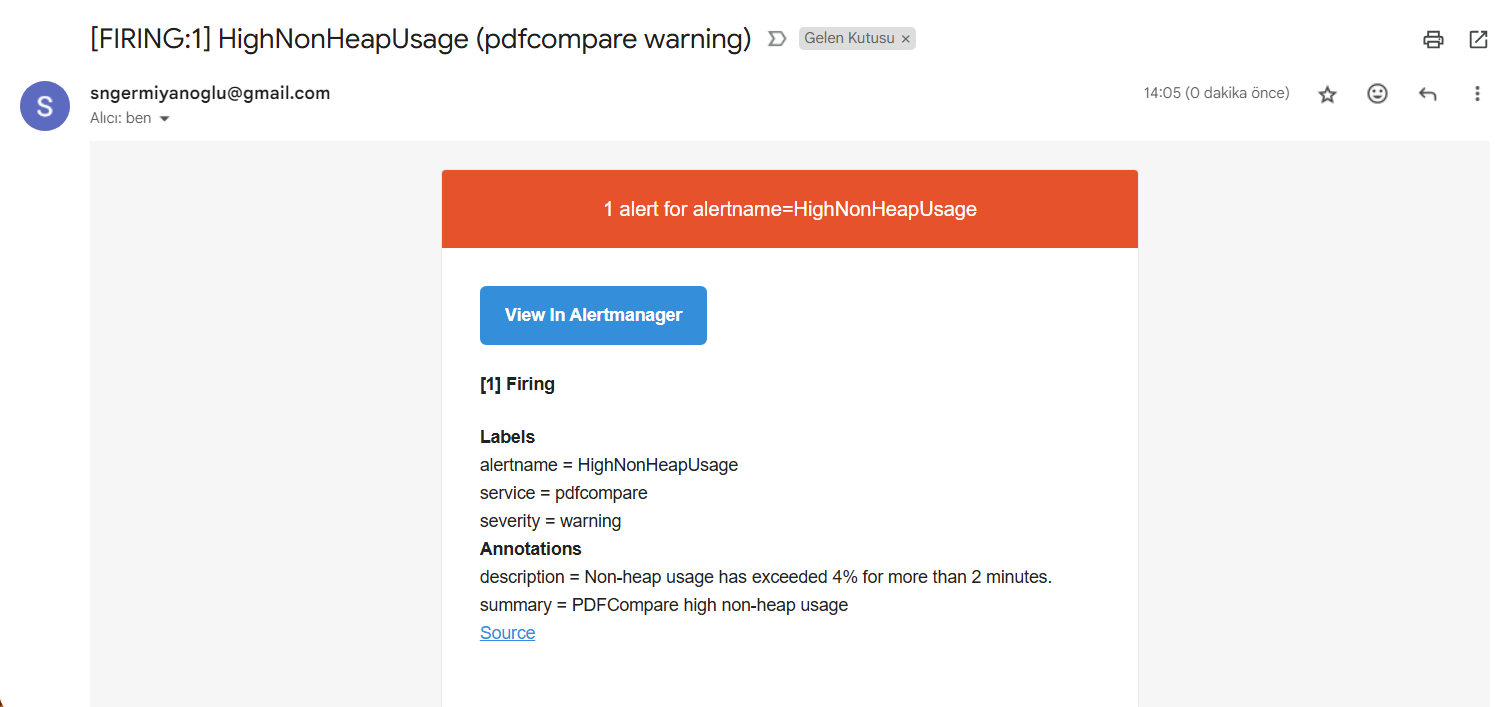 [FIRING:1] HighNonHeapUsage (pdfcompare warning) Gelen Kutusu ×
S
sngermiyanoglu@gmail.com 14:05 (0 dakika önce)
Alıcı: ben
1 alert for alertname=HighNonHeapUsage
View In Alertmanager
[1] Firing
Labels
alertname = HighNonHeapUsage
service = pdfcompare
severity = warning
Annotations
description = Non-heap usage has exceeded 4% for more than 2 minutes.
summary = PDFCompare high non-heap usage
Source